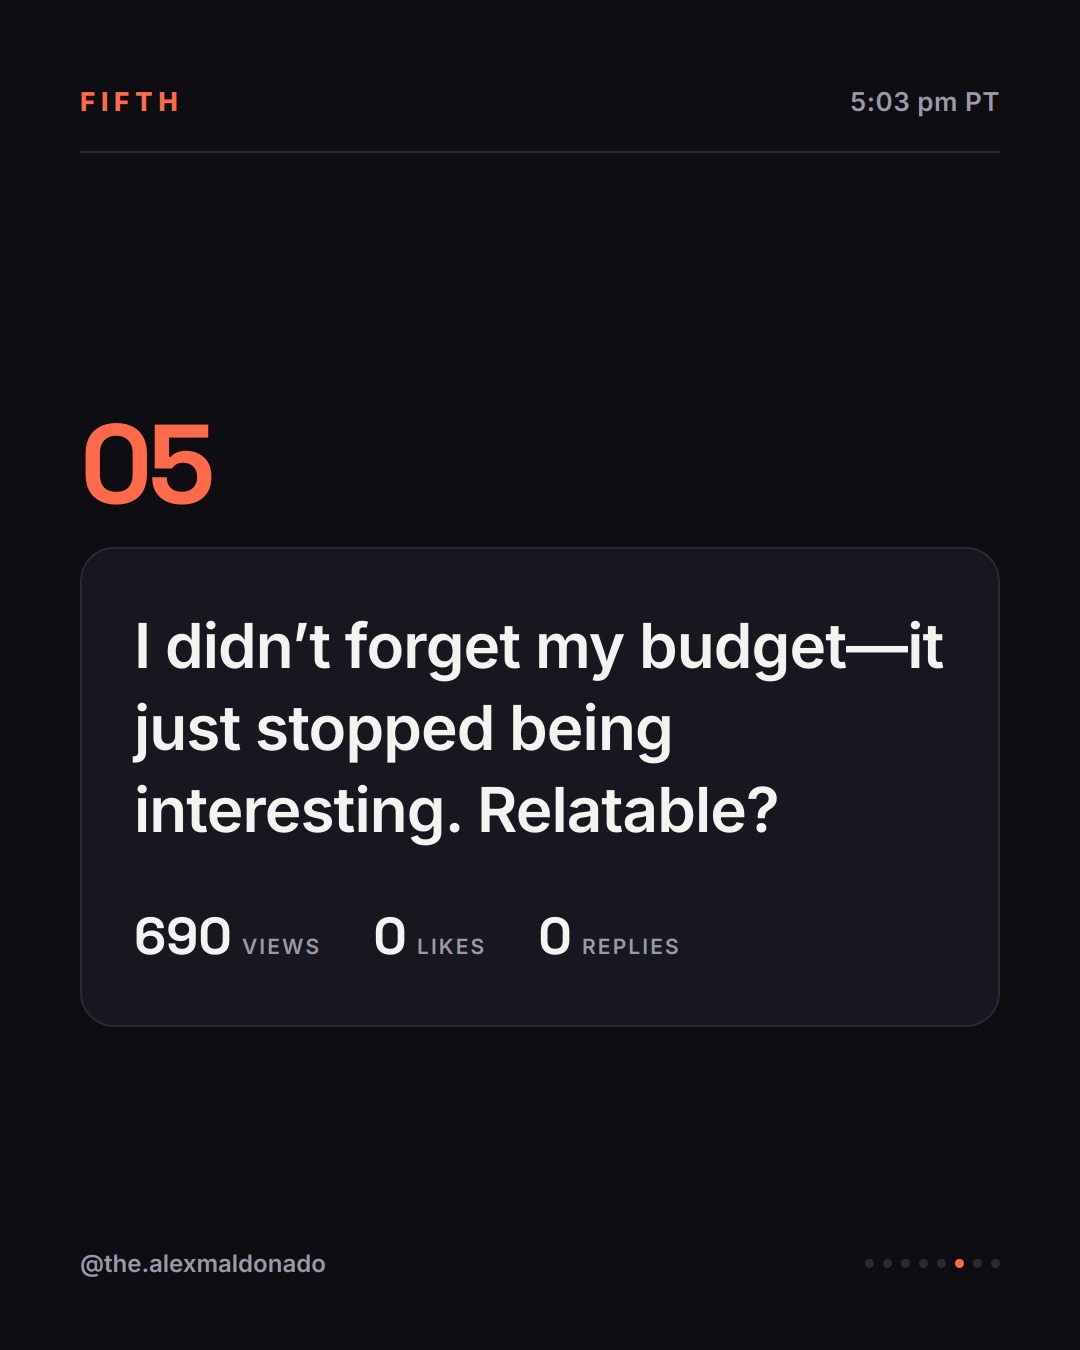 FIFTH
5:03 pm PT
05
I didn’t forget my budget—it
just stopped being
interesting. Relatable?
690 VIEWS 0 LIKES 0 REPLIES
@the.alexmaldonado